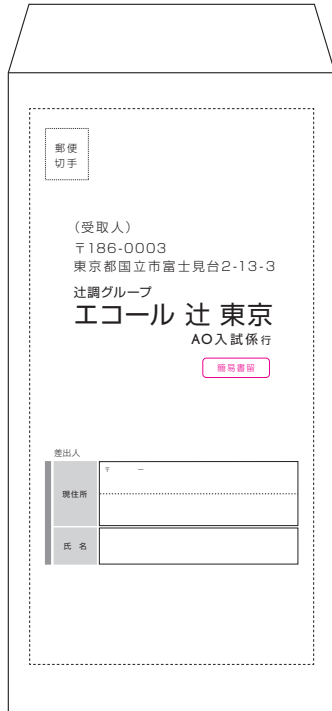 郵便
切手
（受取人）
〒186-0003
東京都国立市富士見台2-13-3
辻調グループ
エコール 辻 東京
AO入試係行
簡易書留
差出人
〒　　－
現住所
氏 名